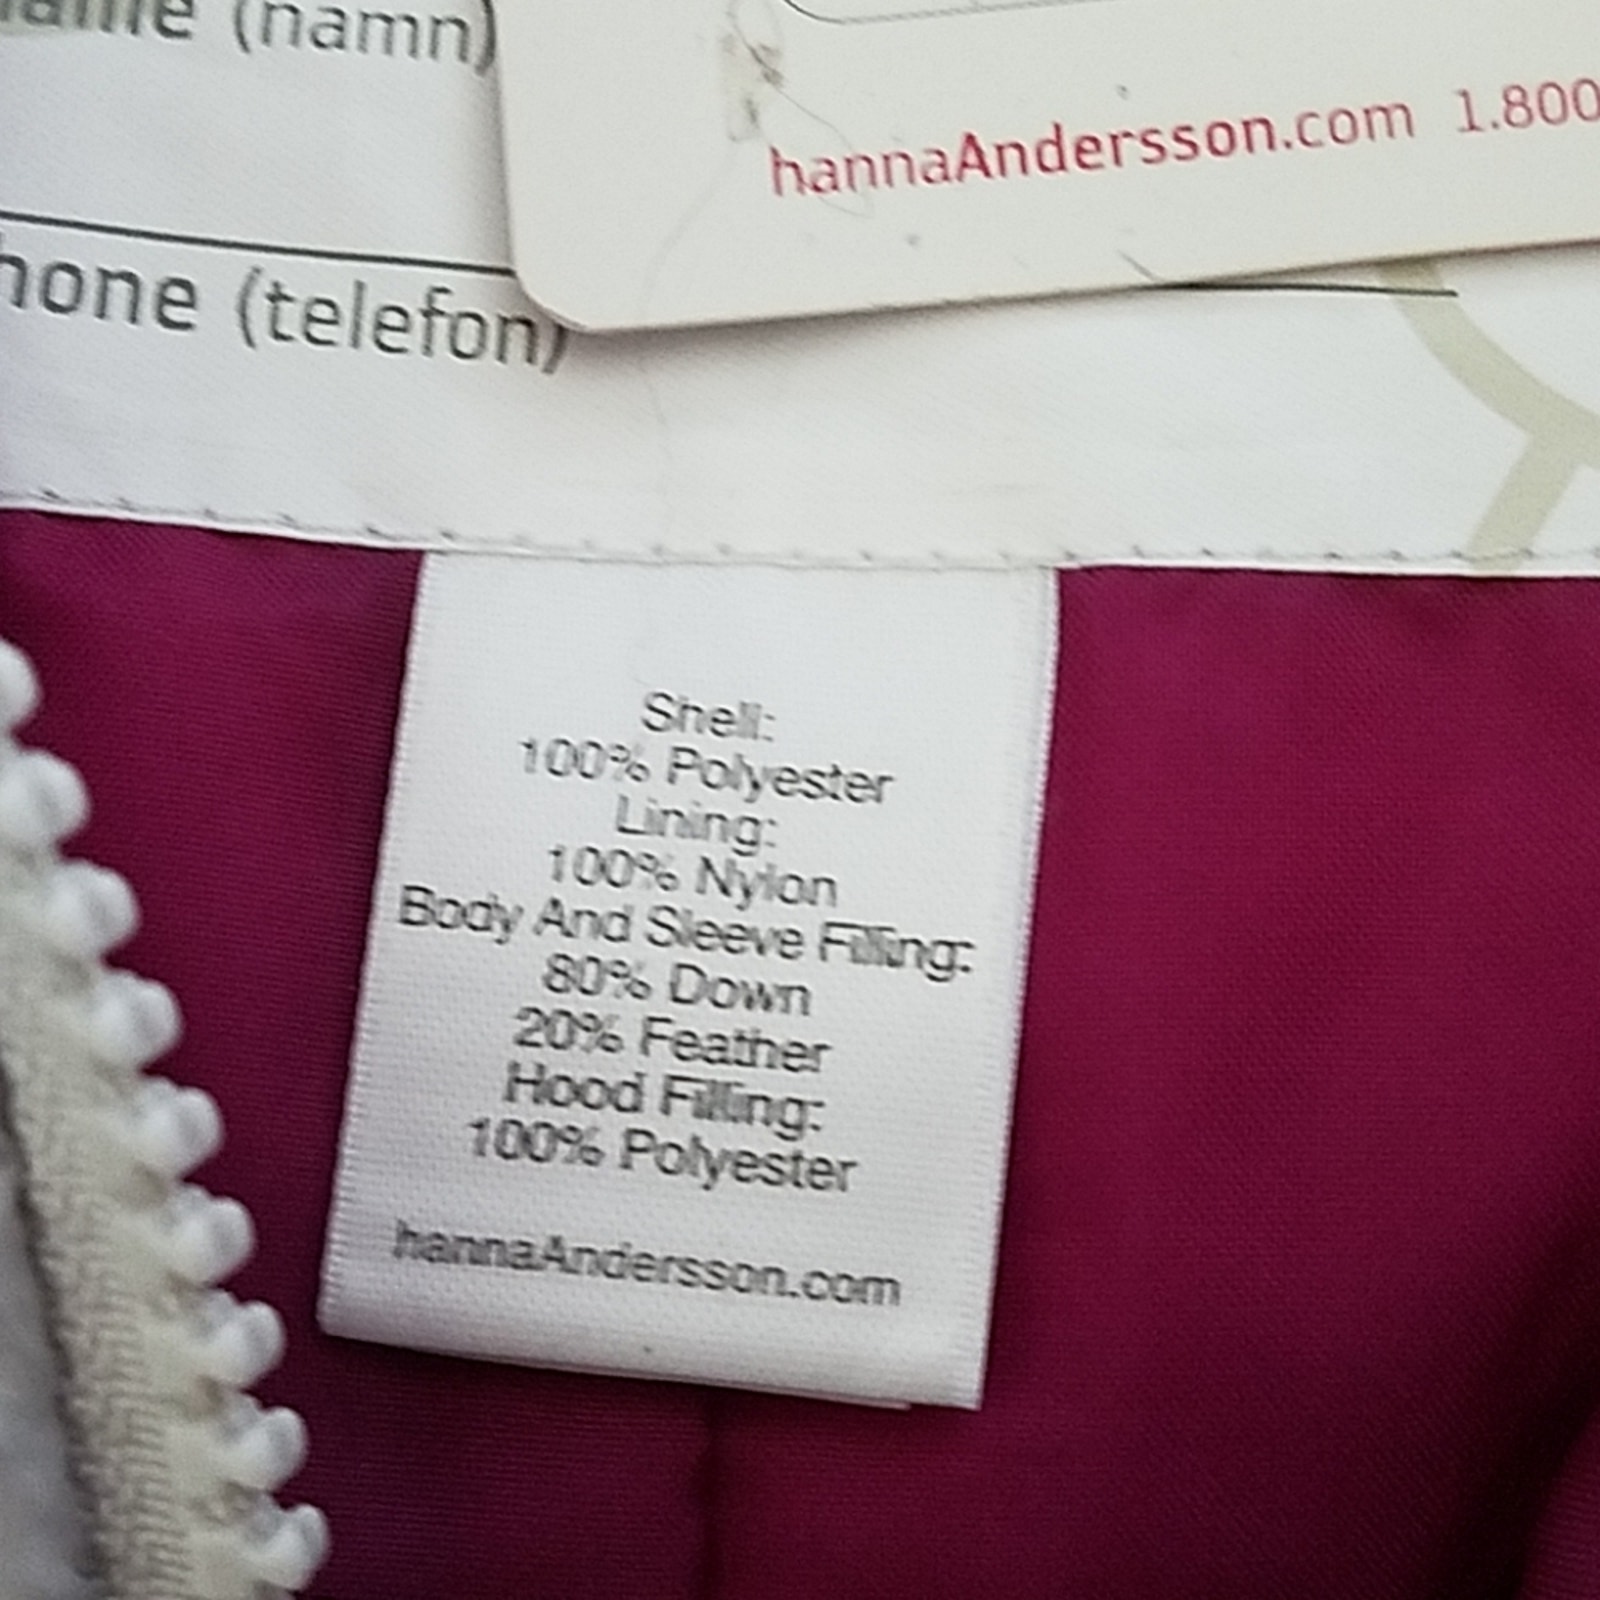 (namn)
hannaAndersson.com 1.800
(telefon)
Shell:
100% Polyester
Lining:
100% Nylon
Body And Sleeve Filling:
80% Down
20% Feather
Hood Filling:
100% Polyester
hannaAndersson.com